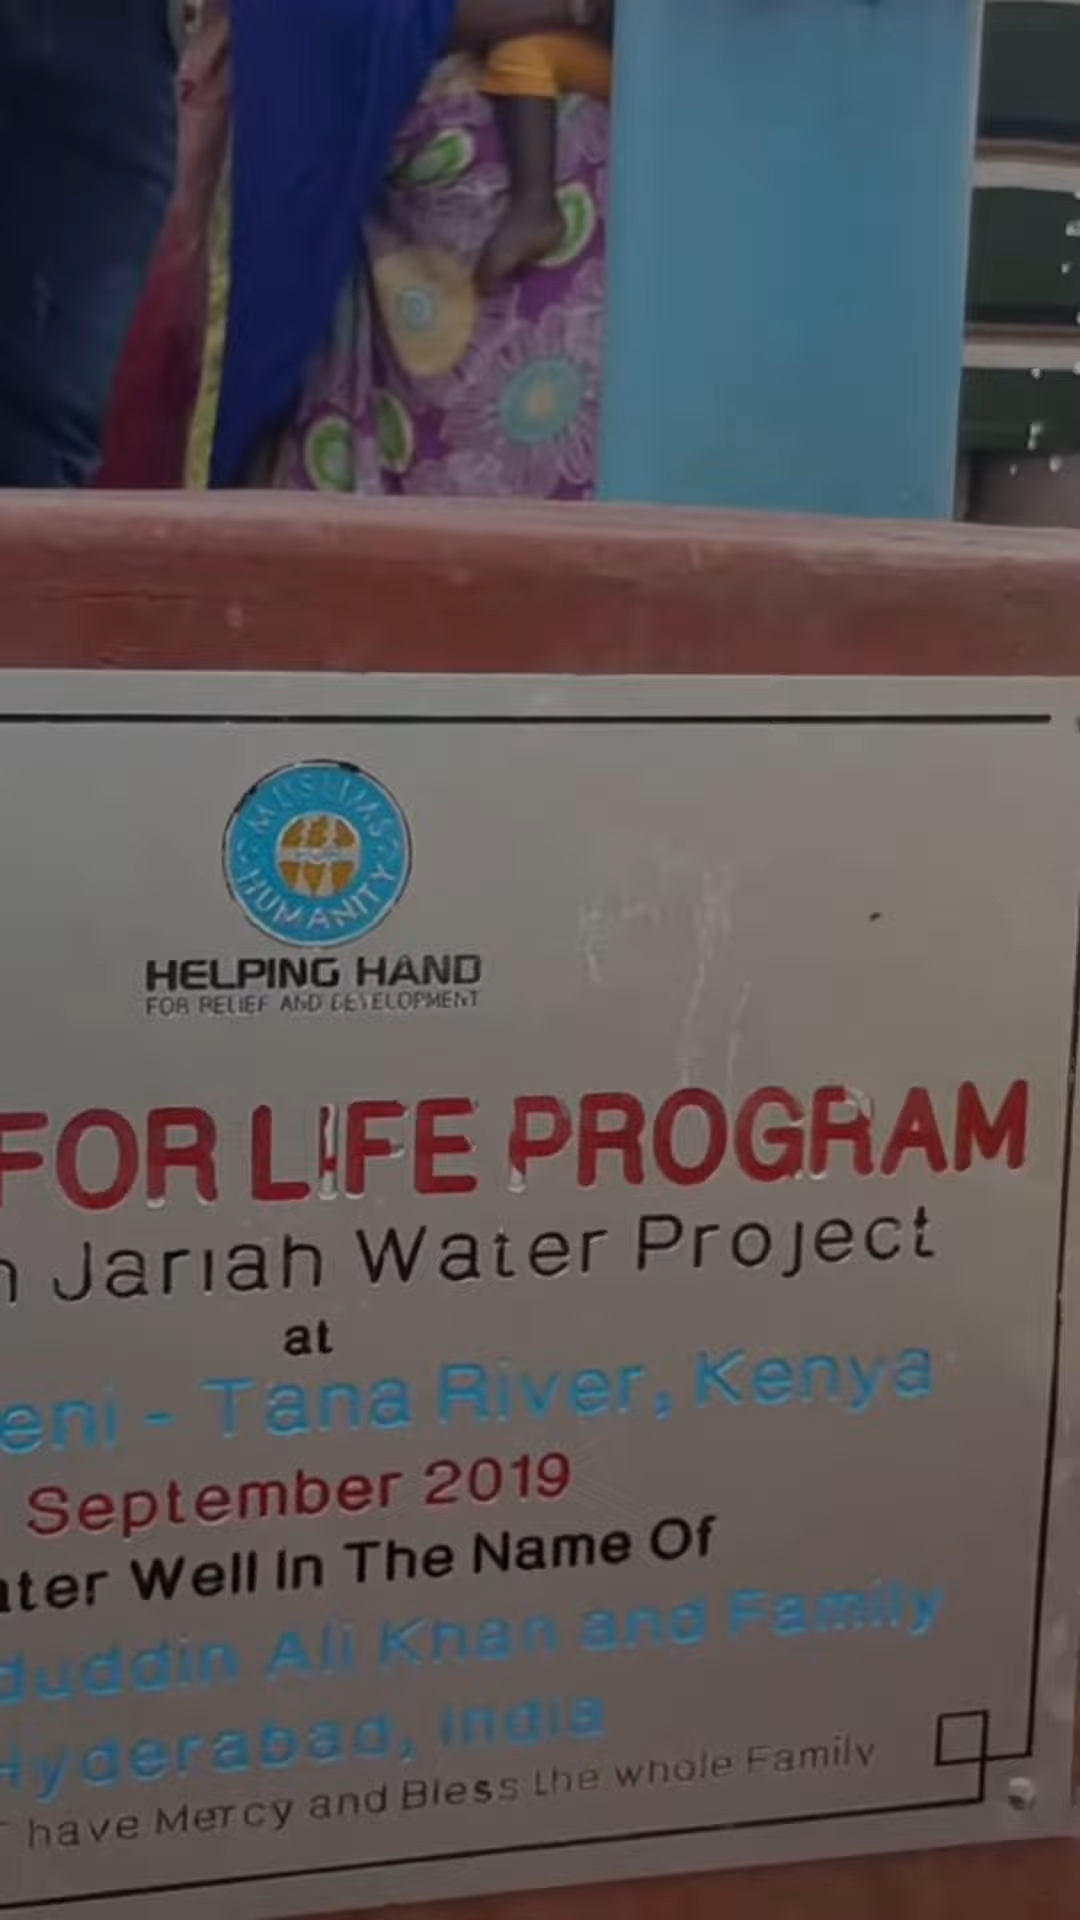 MUSLIMS
HUMANITY
HELPING HAND
FOR RELIEF AND DEVELOPMENT
FOR LIFE PROGRAM
Jariah Water Project
at
eni - Tana River, Kenya
September 2019
ater Well In The Name Of
duddin Ali Khan and Family
Hyderabad, India
have Mercy and Bless the whole Family